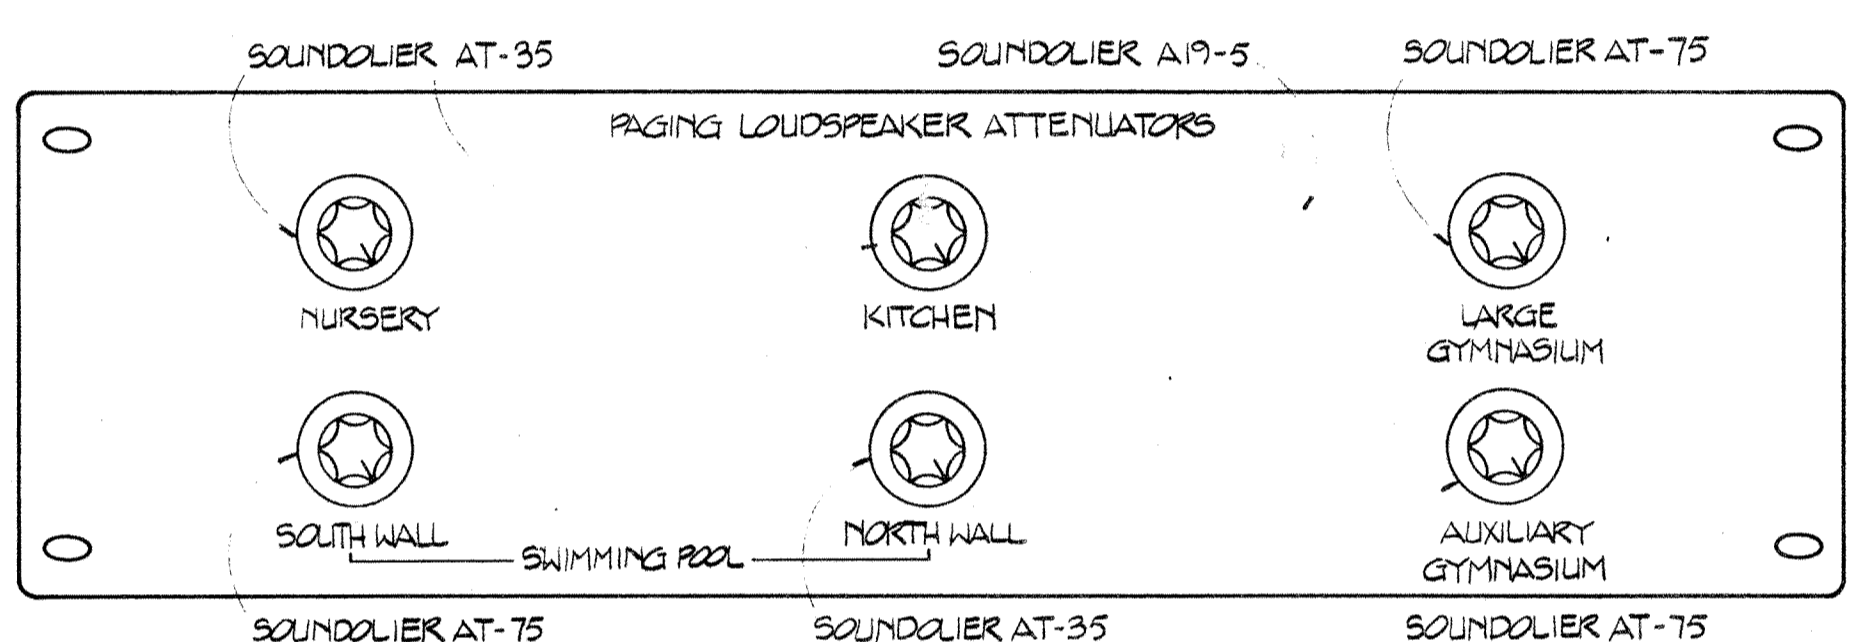 SOUNDOLIER AT-35
SOUNDOLIER A19-5
SOUNDOLIER AT-75
PAGING LOUDSPEAKER ATTENUATORS
NURSERY
KITCHEN
LARGE
GYMNASIUM
SOUTH WALL
NORTH WALL
SWIMMING POOL
AUXILIARY
GYMNASIUM
SOUNDOLIER AT-75
SOUNDOLIER AT-35
SOUNDOLIER AT-75